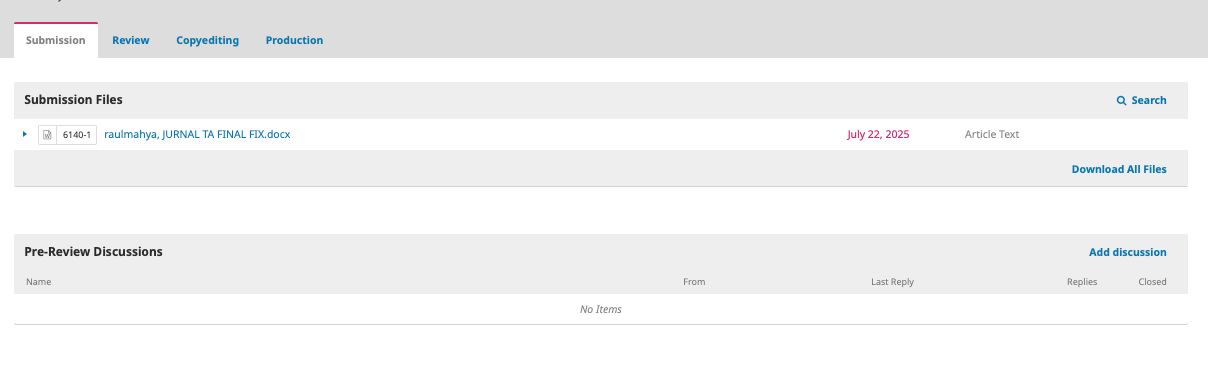 Submission Review Copyediting Production
Submission Files Search
6140-1 raulmahya, JURNAL TA FINAL FIX.docx July 22, 2025 Article Text
Download All Files
Pre-Review Discussions Add discussion
Name From Last Reply Replies Closed
No Items